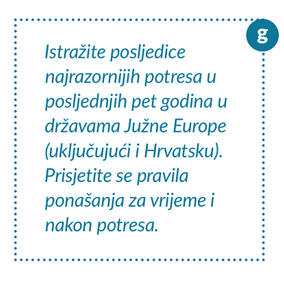 g
Istražite posljedice
najrazornijih potresa u
posljednjih pet godina u
državama Južne Europe
(uključujući i Hrvatsku).
Prisjetite se pravila
ponašanja za vrijeme i
nakon potresa.